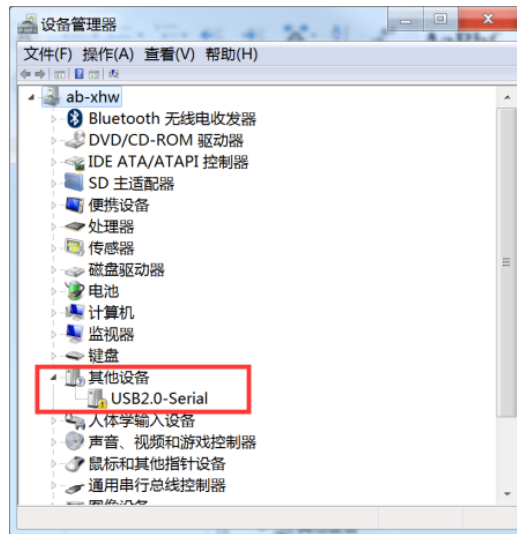 设备管理器
文件(F) 操作(A) 查看(V) 帮助(H)
ab-xhw
Bluetooth 无线电收发器
DVD/CD-ROM 驱动器
IDE ATA/ATAPI 控制器
SD 主适配器
便携设备
处理器
传感器
磁盘驱动器
电池
计算机
监视器
键盘
其他设备
USB2.0-Serial
人体学输入设备
声音、视频和游戏控制器
鼠标和其他指针设备
通用串行总线控制器
图像设备